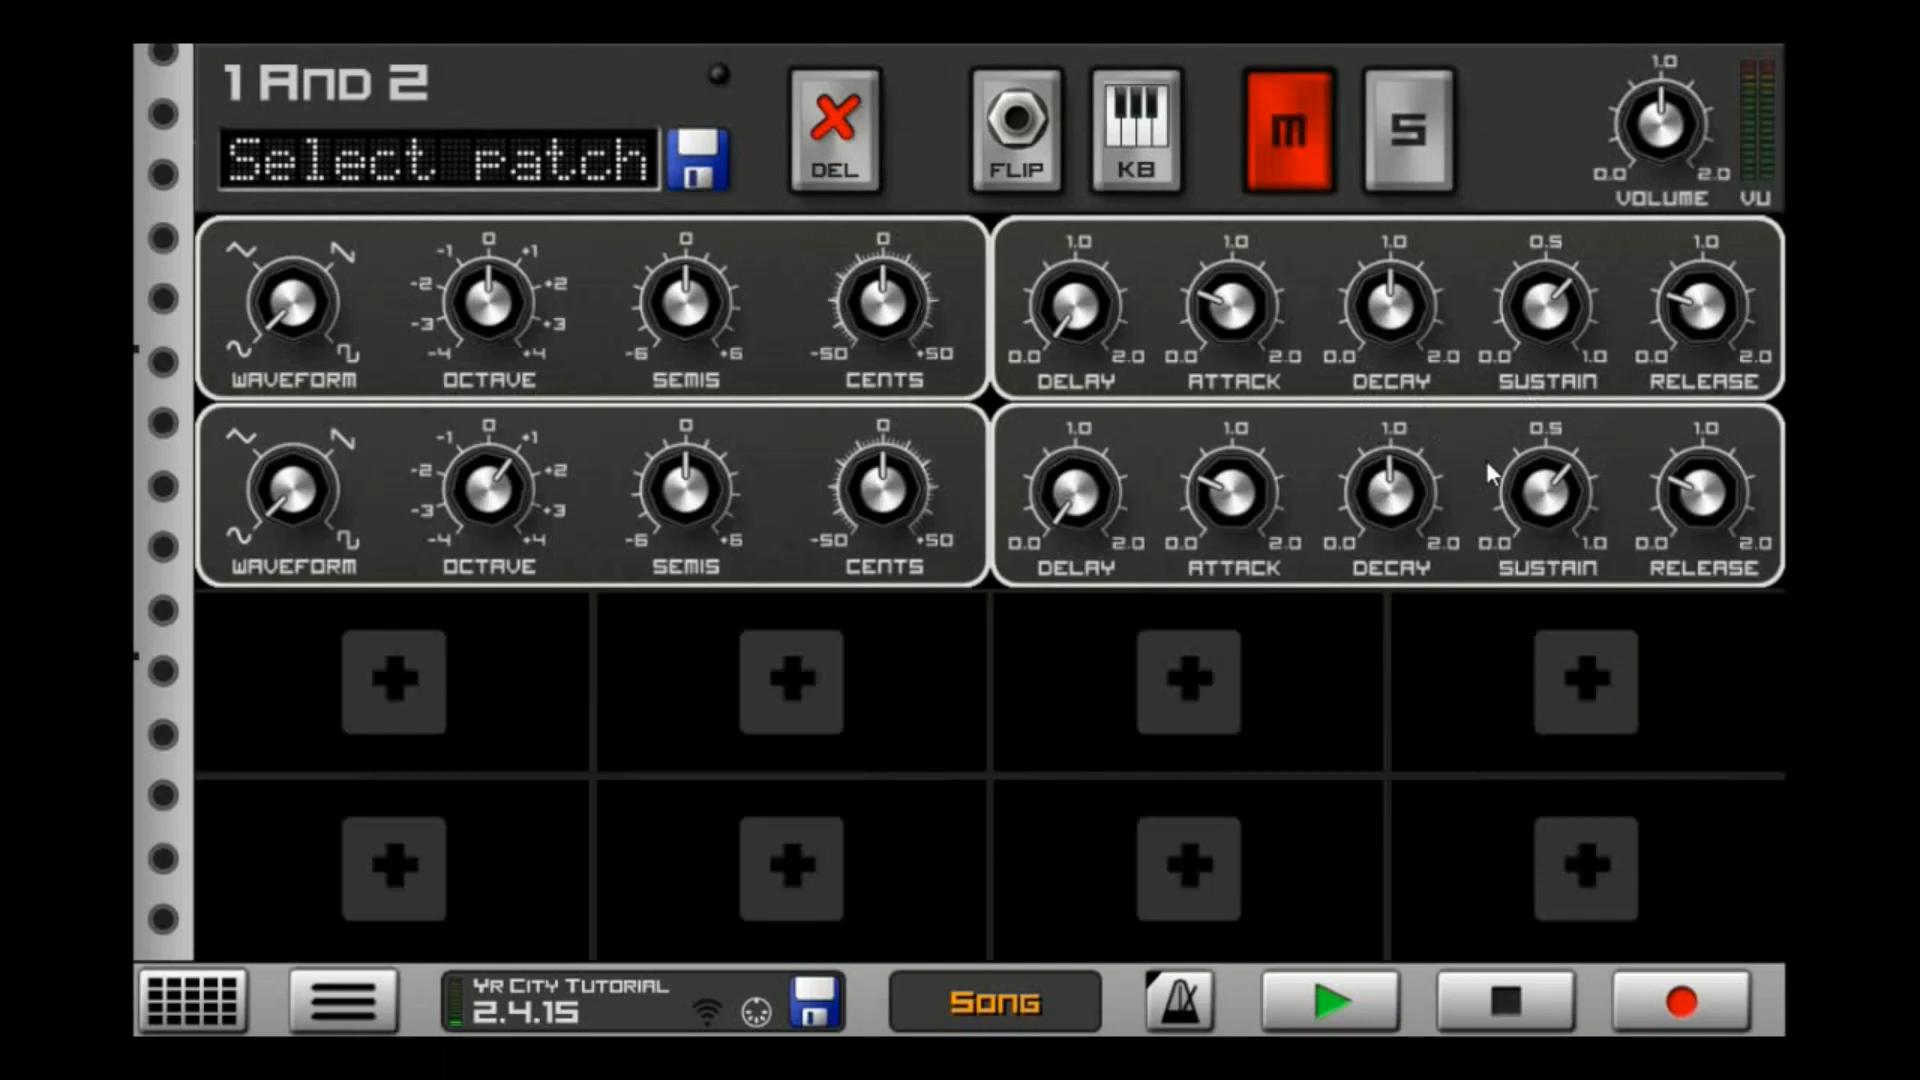 1 And 2
Select patch
DEL
FLIP
KB
M
S
1.0
0.0 2.0
VOLUME VU
0
-1 +1
-2 +2
-3 +3
-4 +4
WAVEFORM OCTAVE
0
-6 +6
SEMIS
0
-50 +50
CENTS
1.0
0.0 2.0
DELAY
1.0
0.0 2.0
ATTACK
1.0
0.0 2.0
DECAY
0.5
0.0 1.0
SUSTAIN
1.0
0.0 2.0
RELEASE
0
-1 +1
-2 +2
-3 +3
-4 +4
WAVEFORM OCTAVE
0
-6 +6
SEMIS
0
-50 +50
CENTS
1.0
0.0 2.0
DELAY
1.0
0.0 2.0
ATTACK
1.0
0.0 2.0
DECAY
0.5
0.0 1.0
SUSTAIN
1.0
0.0 2.0
RELEASE
Yr City Tutorial
2.4.15
Song